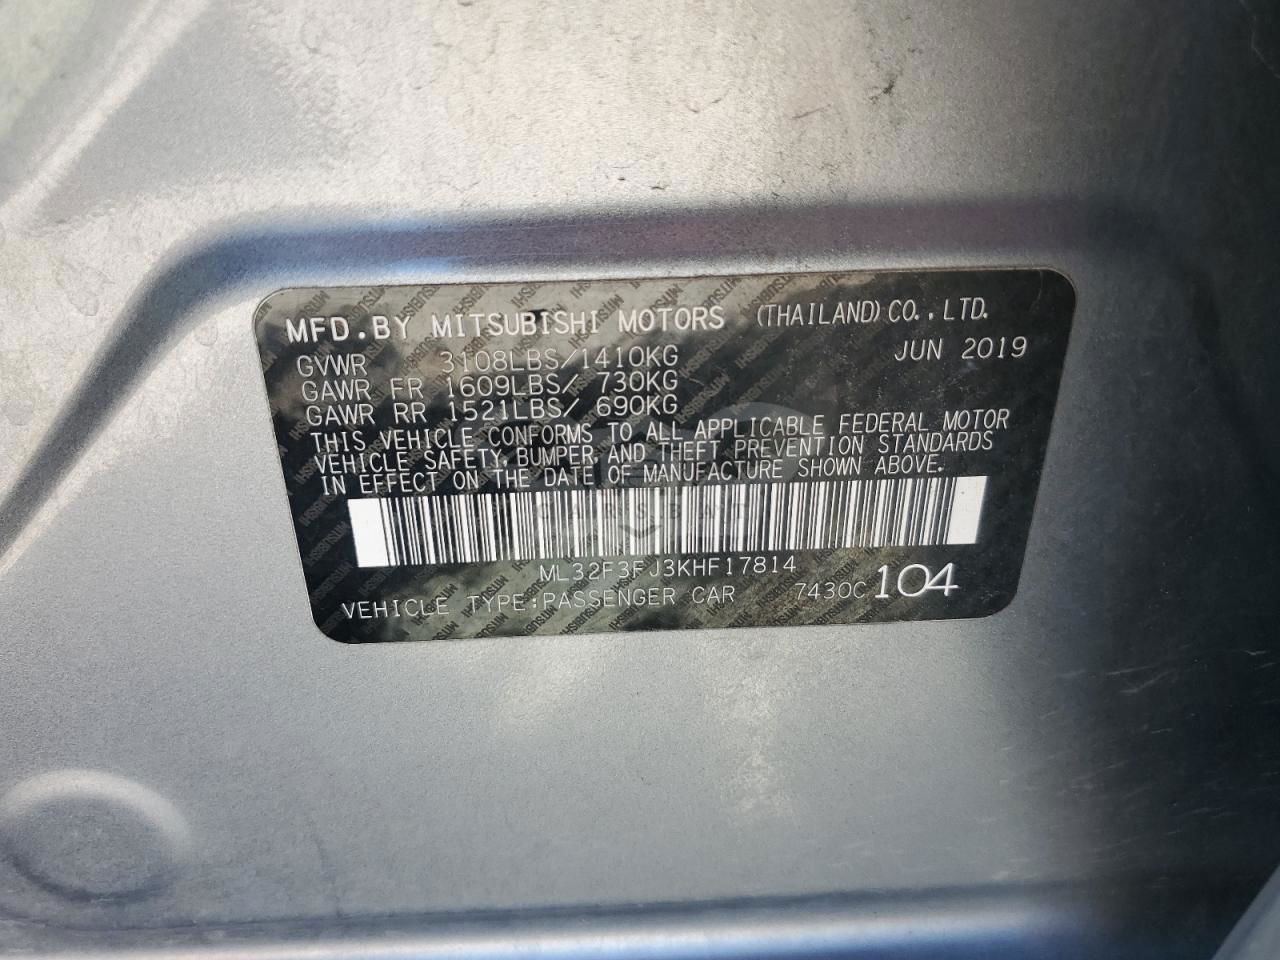 MFD.BY MITSUBISHI MOTORS (THAILAND)CO.,LTD.
GVWR 3108LBS/1410KG JUN 2019
GAWR FR 1609LBS/ 730KG
GAWR RR 1521LBS/ 690KG
THIS VEHICLE CONFORMS TO ALL APPLICABLE FEDERAL MOTOR
VEHICLE SAFETY, BUMPER, AND THEFT PREVENTION STANDARDS
IN EFFECT ON THE DATE OF MANUFACTURE SHOWN ABOVE.
ML32F3FJ3KHF17814
VEHICLE TYPE:PASSENGER CAR 7430C 104